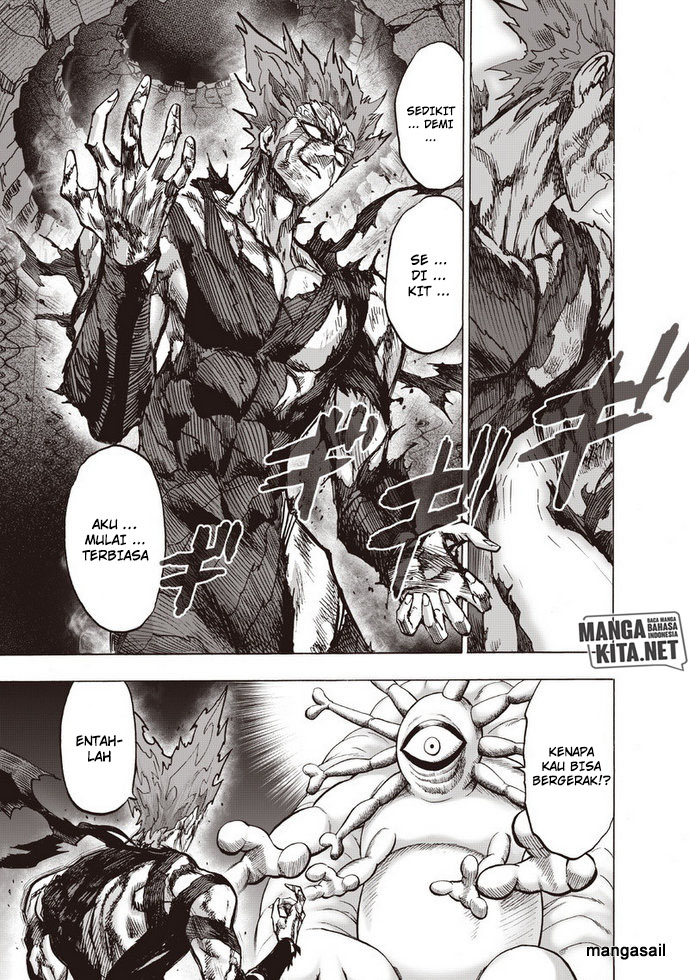 SEDIKIT
... DEMI
...
SE ...
DI ...
KIT ...
AKU ...
MULAI ...
TERBIASA
ギ
ギ
ギ
MANGA
KITA.NET
BACA MANGA
BAHASA
INDONESIA
KENAPA
KAU BISA
BERGERAK!?
ENTAH-
LAH
mangasail